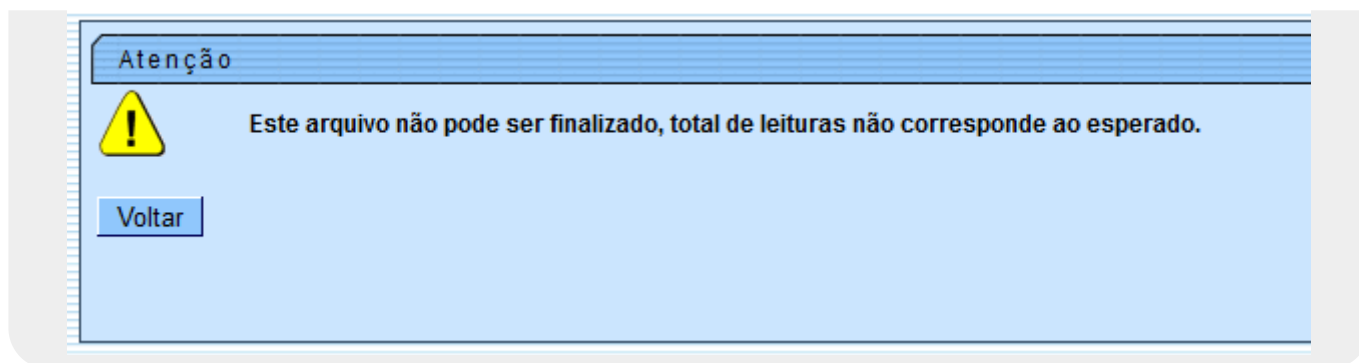 Atenção
Este arquivo não pode ser finalizado, total de leituras não corresponde ao esperado.
Voltar